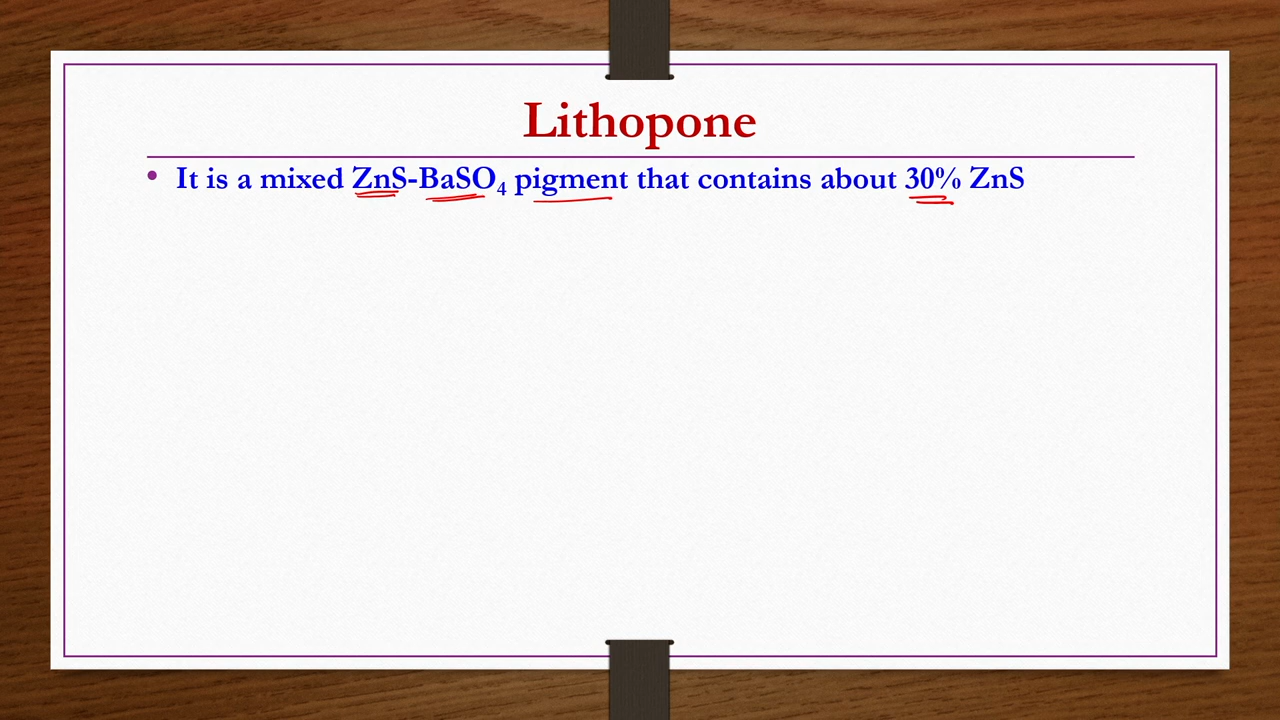 Lithopone
• It is a mixed ZnS-BaSO₄ pigment that contains about 30% ZnS